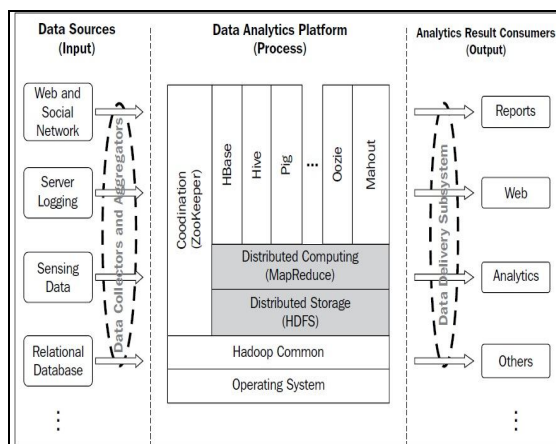 Data Sources
(Input)
Data Analytics Platform
(Process)
Analytics Result Consumers
(Output)
Web and
Social
Network
Server
Logging
Sensing
Data
Relational
Database
⋮
Data Collectors and Aggregators
Coodination
(ZooKeeper)
HBase
Hive
Pig
...
Oozie
Mahout
Distributed Computing
(MapReduce)
Distributed Storage
(HDFS)
Hadoop Common
Operating System
Data Delivery Subsystem
Reports
Web
Analytics
Others
⋮